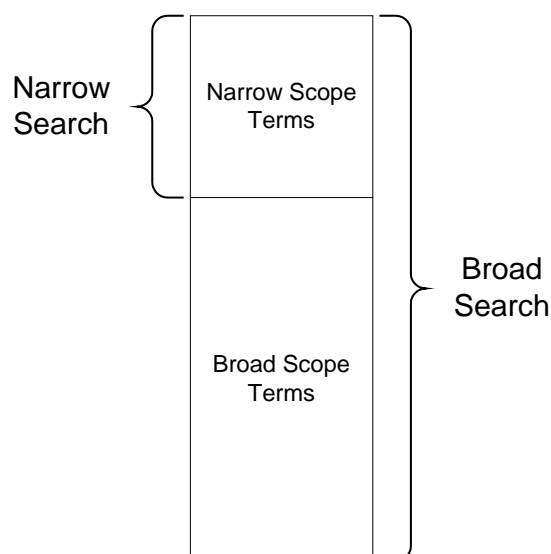 Narrow
Search
Narrow Scope
Terms
Broad
Search
Broad Scope
Terms